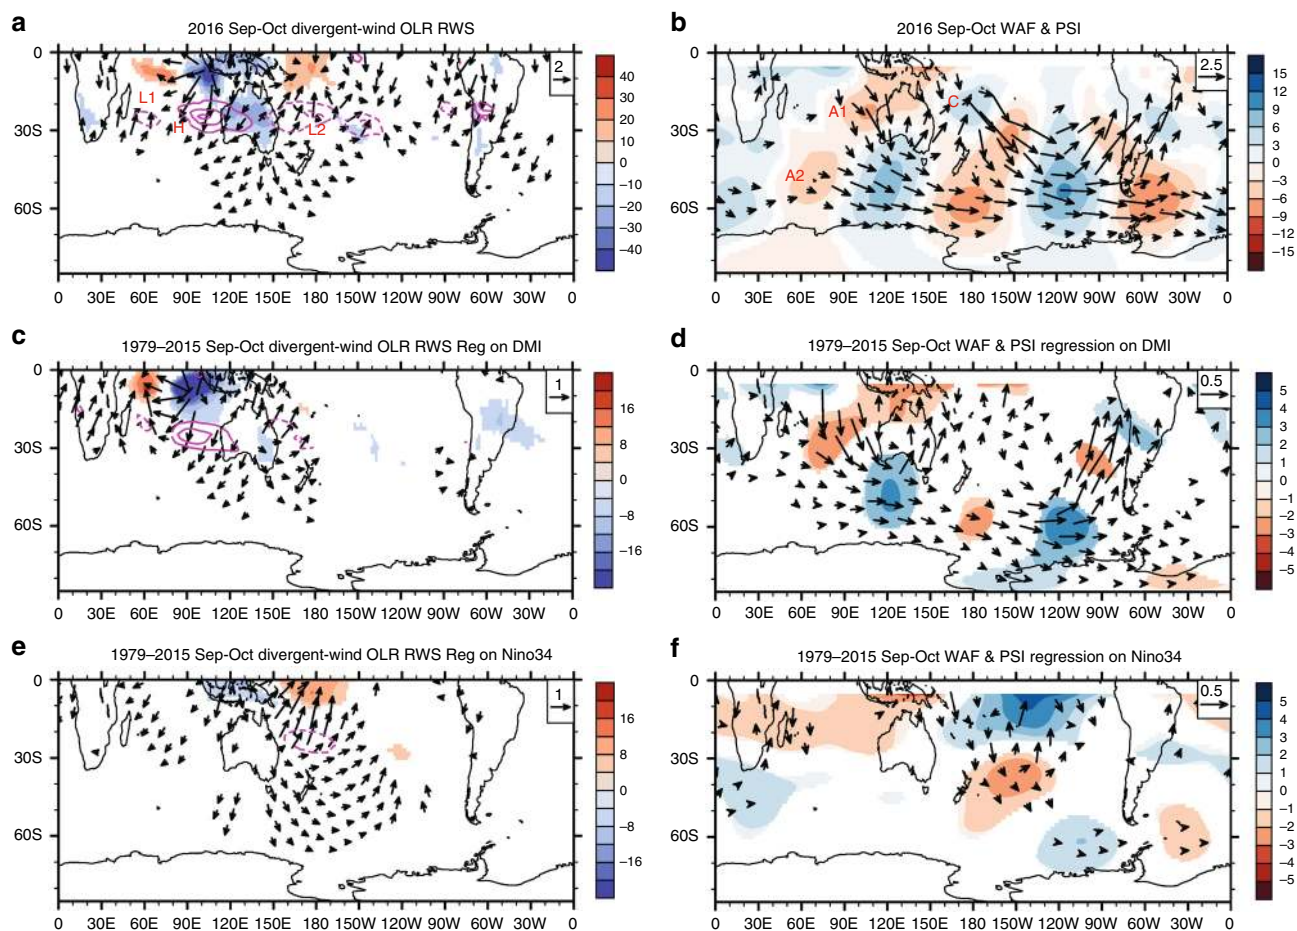 a
2016 Sep-Oct divergent-wind OLR RWS
0
30S
60S
L1
H
L2
2
40
30
20
10
0
−10
−20
−30
−40
0 30E 60E 90E 120E 150E 180 150W 120W 90W 60W 30W 0
b
2016 Sep-Oct WAF & PSI
0
30S
60S
A1
A2
C
2.5
15
12
9
6
3
0
−3
−6
−9
−12
−15
0 30E 60E 90E 120E 150E 180 150W 120W 90W 60W 30W 0
c
1979–2015 Sep-Oct divergent-wind OLR RWS Reg on DMI
0
30S
60S
1
16
8
0
−8
−16
0 30E 60E 90E 120E 150E 180 150W 120W 90W 60W 30W 0
d
1979–2015 Sep-Oct WAF & PSI regression on DMI
0
30S
60S
0.5
5
4
3
2
1
0
−1
−2
−3
−4
−5
0 30E 60E 90E 120E 150E 180 150W 120W 90W 60W 30W 0
e
1979–2015 Sep-Oct divergent-wind OLR RWS Reg on Nino34
0
30S
60S
1
16
8
0
−8
−16
0 30E 60E 90E 120E 150E 180 150W 120W 90W 60W 30W 0
f
1979–2015 Sep-Oct WAF & PSI regression on Nino34
0
30S
60S
0.5
5
4
3
2
1
0
−1
−2
−3
−4
−5
0 30E 60E 90E 120E 150E 180 150W 120W 90W 60W 30W 0